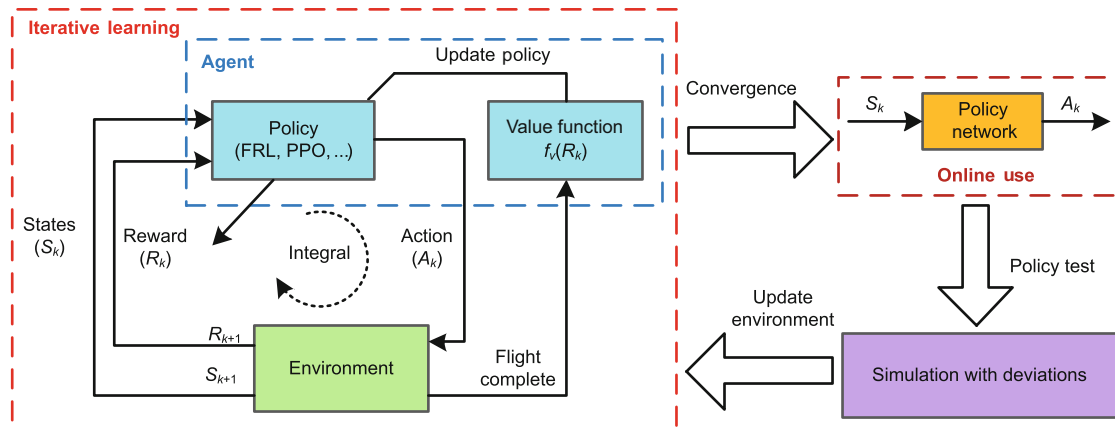 Iterative learning
Agent
Update policy
Policy
(FRL, PPO, ...)
Value function
fᵥ(Rₖ)
States
(Sₖ)
Reward
(Rₖ)
Integral
Action
(Aₖ)
Rₖ₊₁
Sₖ₊₁
Environment
Flight
complete
Convergence
Sₖ
Policy
network
Aₖ
Online use
Policy test
Update
environment
Simulation with deviations